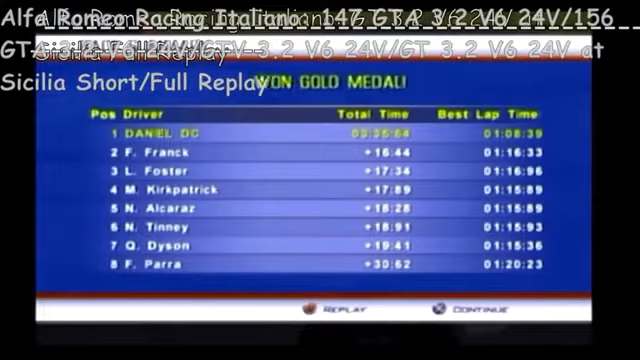 Alfa Romeo Racing Italiano: 147 GTA 3.2 V6 24V/156
GTA 3.2 V6 24V/GTV 3.2 V6 24V/GT 3.2 V6 24V at
Sicilia Short/Full Replay
WON GOLD MEDAL!
Pos Driver Total Time Best Lap Time
1 DANIEL DC 03:35:64 01:08:39
2 F. Franck +16:44 01:16:33
3 L. Foster +17:34 01:16:96
4 M. Kirkpatrick +17:89 01:15:89
5 N. Alcaraz +18:28 01:15:89
6 N. Tinney +18:91 01:15:93
7 Q. Dyson +19:41 01:15:36
8 F. Parra +30:62 01:20:23
Replay Continue